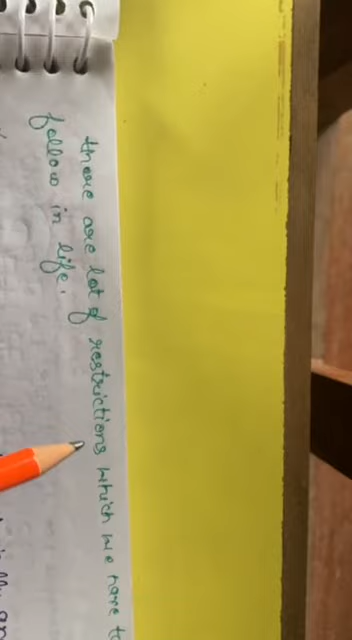 there are lot of restrictions which we have to
follow in life.